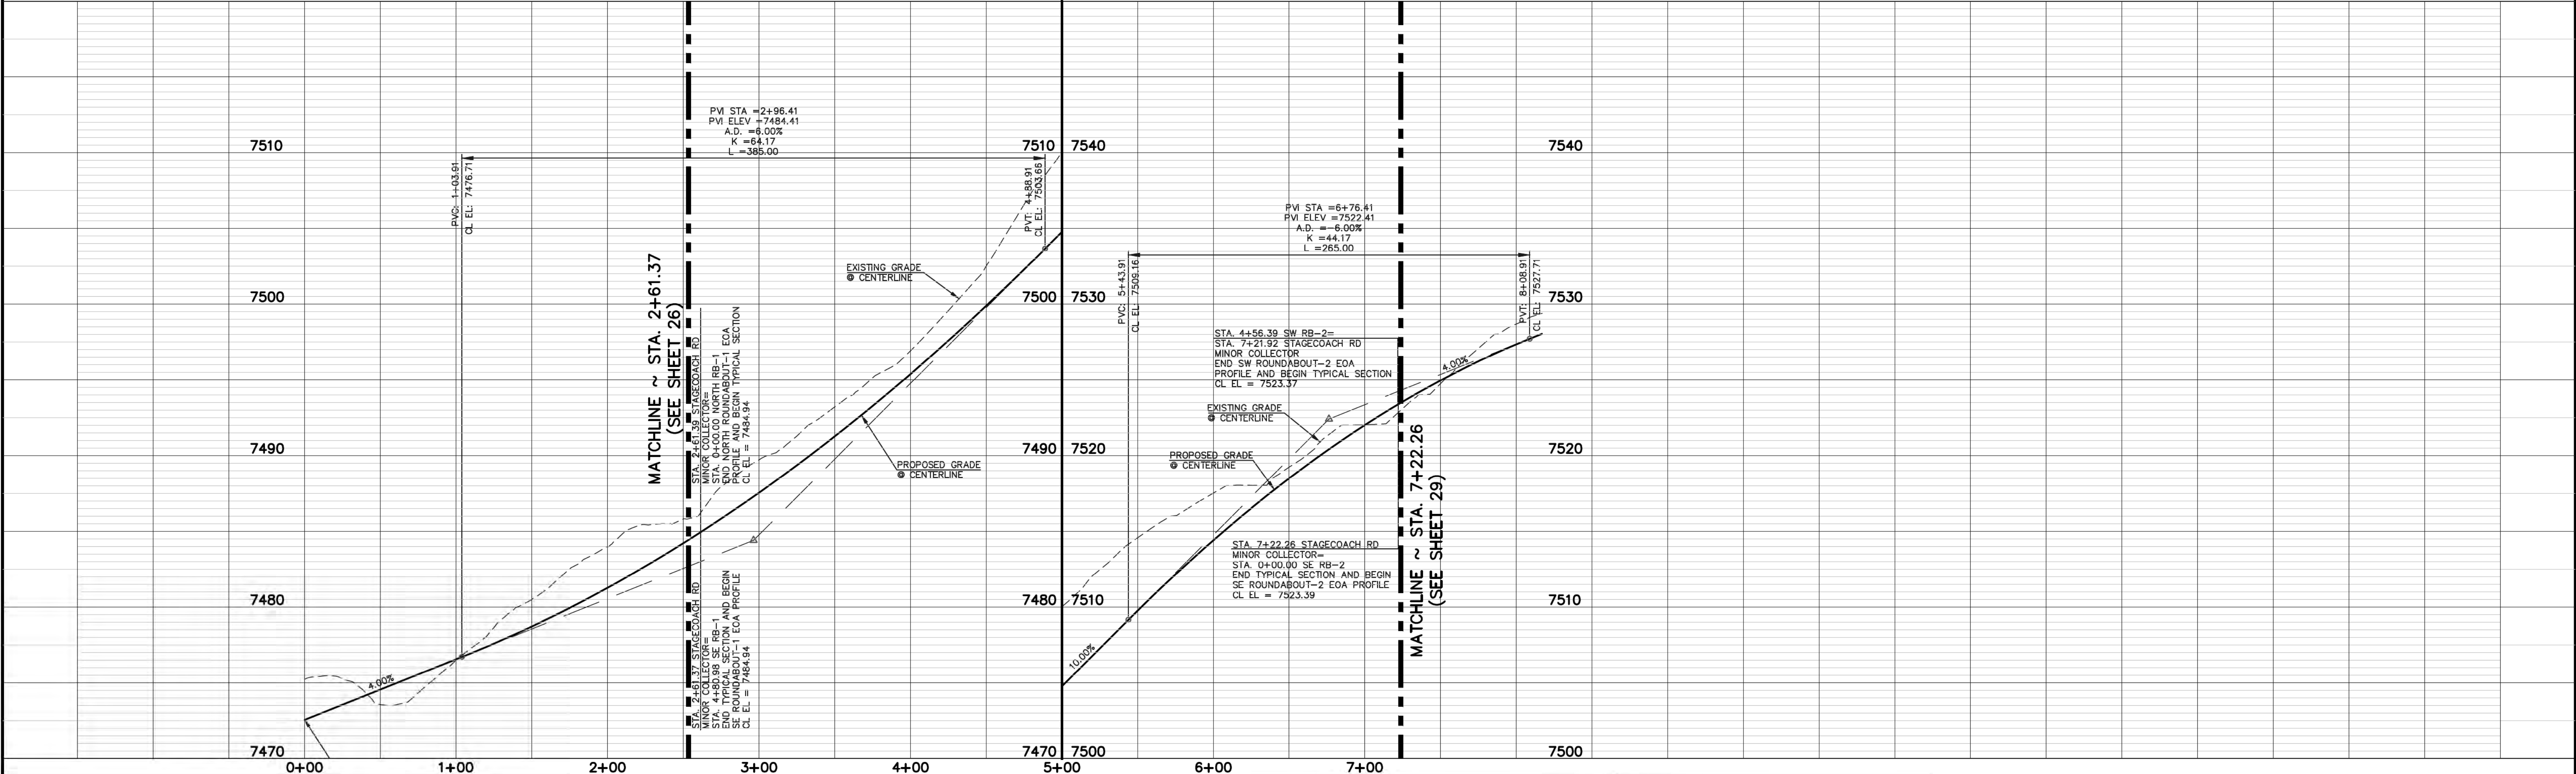 PVI STA =2+96.41
PVI ELEV =7484.41
A.D. =6.00%
K =64.17
L =385.00
7510
7510
7540
7540
PVC: 1+03.91
CL EL: 7476.71
PVT: 4+88.91
CL EL: 7503.66
PVI STA =6+76.41
PVI ELEV =7522.41
A.D. =-6.00%
K =44.17
L =265.00
EXISTING GRADE
@ CENTERLINE
PVC: 5+43.91
CL EL: 7509.16
PVT: 8+08.91
CL EL: 7527.71
7500
7500
7530
7530
MATCHLINE ~ STA. 2+61.37
(SEE SHEET 26)
STA. 2+61.39 STAGECOACH RD
MINOR COLLECTOR=
STA. 0+00.00 NORTH RB-1
END NORTH ROUNDABOUT-1 EOA
PROFILE AND BEGIN TYPICAL SECTION
CL EL = 7484.94
STA. 4+56.39 SW RB-2=
STA. 7+21.92 STAGECOACH RD
MINOR COLLECTOR
END SW ROUNDABOUT-2 EOA
PROFILE AND BEGIN TYPICAL SECTION
CL EL = 7523.37
4.00%
EXISTING GRADE
@ CENTERLINE
7490
7490
7520
7520
PROPOSED GRADE
@ CENTERLINE
PROPOSED GRADE
@ CENTERLINE
MATCHLINE ~ STA. 7+22.26
(SEE SHEET 29)
STA. 7+22.26 STAGECOACH RD
MINOR COLLECTOR=
STA. 0+00.00 SE RB-2
END TYPICAL SECTION AND BEGIN
SE ROUNDABOUT-2 EOA PROFILE
CL EL = 7523.39
7480
7480
7510
7510
STA. 2+61.37 STAGECOACH RD
MINOR COLLECTOR=
STA. 4+80.98 SE RB-1
END TYPICAL SECTION AND BEGIN
SE ROUNDABOUT-1 EOA PROFILE
CL EL = 7484.94
4.00%
10.00%
7470
7470
7500
7500
0+00
1+00
2+00
3+00
4+00
5+00
6+00
7+00